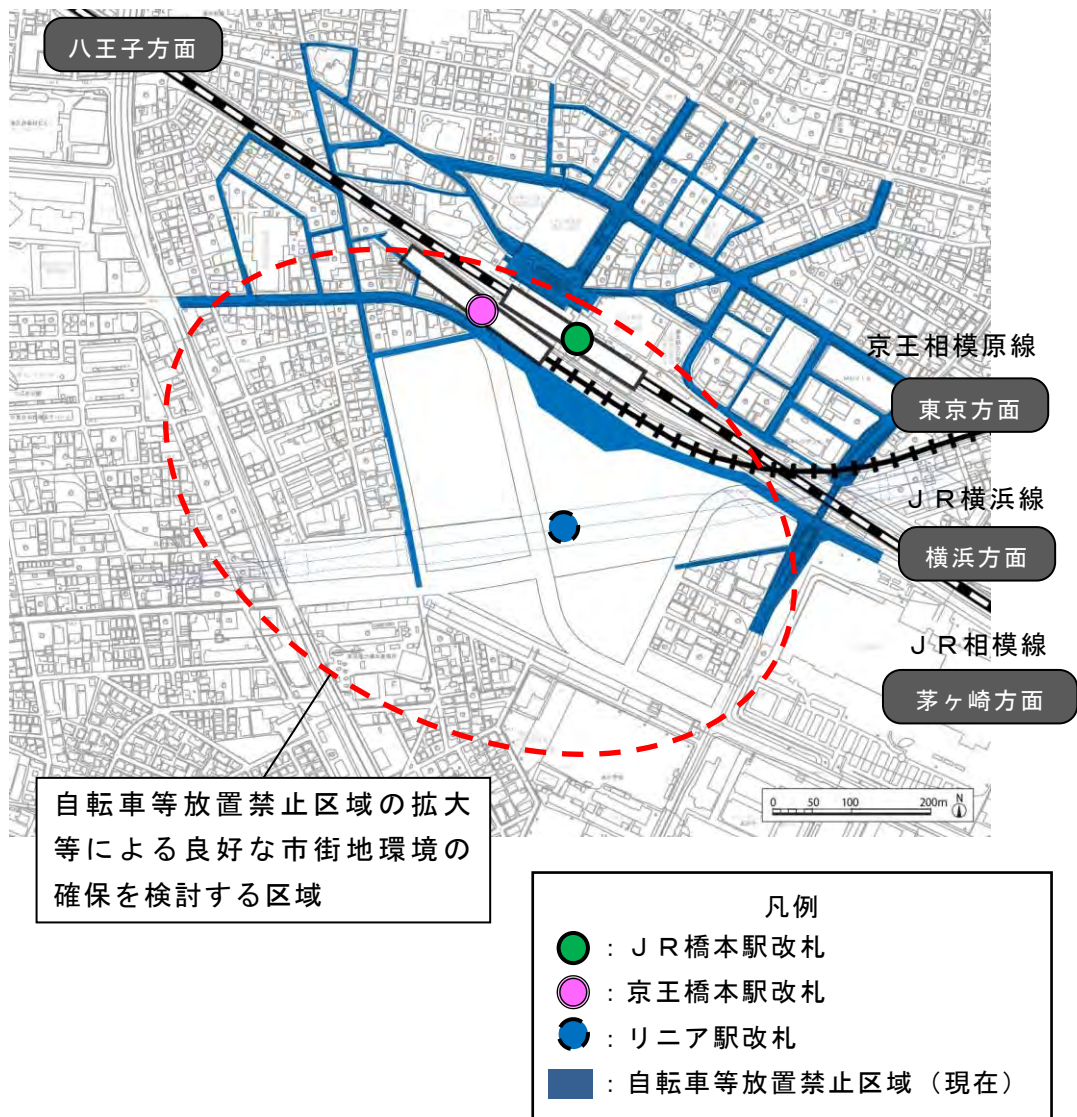 八王子方面
京王相模原線
東京方面
ＪＲ横浜線
横浜方面
ＪＲ相模線
茅ヶ崎方面
0 50 100 200m N
自転車等放置禁止区域の拡大
等による良好な市街地環境の
確保を検討する区域
凡例
：ＪＲ橋本駅改札
：京王橋本駅改札
：リニア駅改札
：自転車等放置禁止区域（現在）